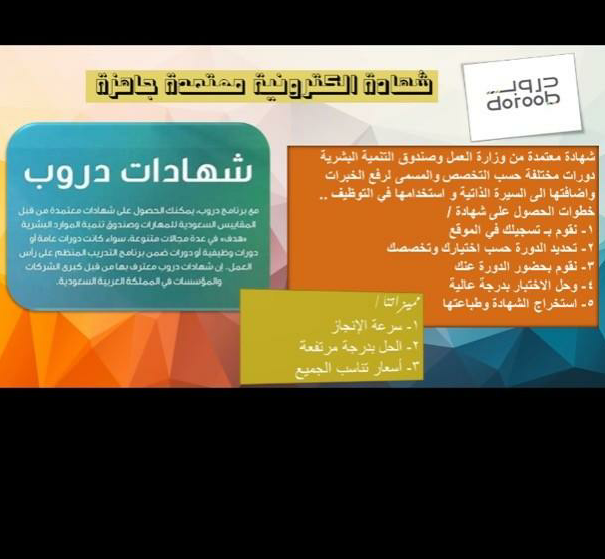 شهادة الكترونية معتمدة جاهزة
دروب
doroob
شهادة معتمدة من وزارة العمل وصندوق التنمية البشرية
دورات مختلفة حسب التخصص والمسمى لرفع الخبرات
واضافتها الى السيرة الذاتية و استخدامها في التوظيف ..
خطوات الحصول على شهادة /
١- نقوم بـ تسجيلك في الموقع
٢- تحديد الدورة حسب اختيارك وتخصصك
٣- نقوم بحضور الدورة عنك
٤- وحل الاختبار بدرجة عالية
٥- استخراج الشهادة وطباعتها
شهادات دروب
مع برنامج دروب، يمكنك الحصول على شهادات معتمدة من قبل
المقاييس السعودية للمهارات وصندوق تنمية الموارد البشرية
«هدف» في عدة مجالات متنوعة، سواء كانت دورات عامة أو
دورات وظيفية أو دورات ضمن برنامج التدريب المنظم على رأس
العمل. إن شهادات دروب معترف بها من قبل كبرى الشركات
والمؤسسات في المملكة العربية السعودية.
مميزاتنا /
١- سرعة الإنجاز
٢- الحل بدرجة مرتفعة
٣- أسعار تناسب الجميع